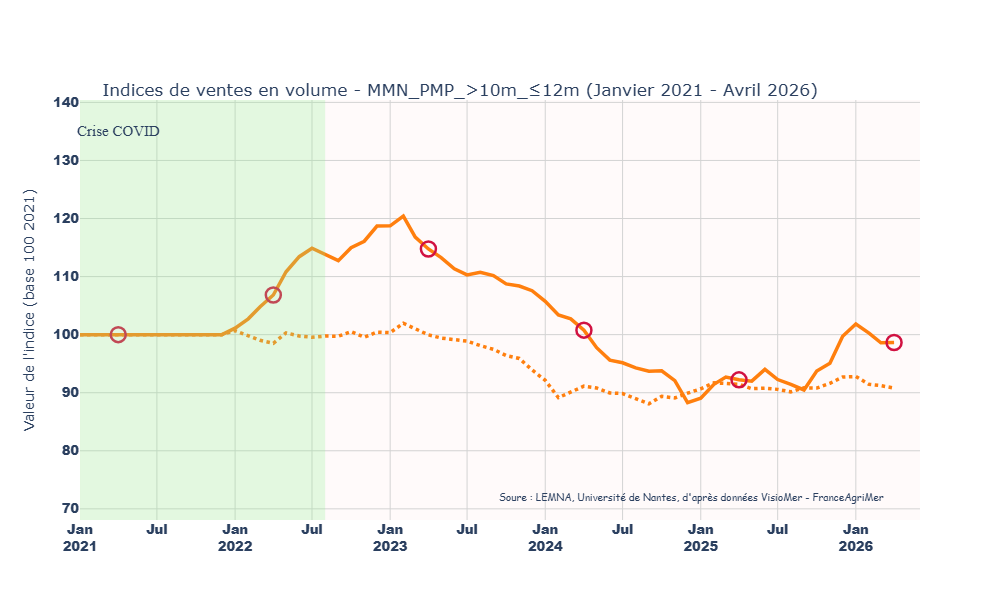 Indices de ventes en volume - MMN_PMP_>10m_≤12m (Janvier 2021 - Avril 2026)
Valeur de l'indice (base 100 2021)
140
Crise COVID
130
120
110
100
90
80
70
Soure : LEMNA, Université de Nantes, d'après données VisioMer - FranceAgriMer
Jan Jul Jan Jul Jan Jul Jan Jul Jan Jul Jan
2021 2022 2023 2024 2025 2026